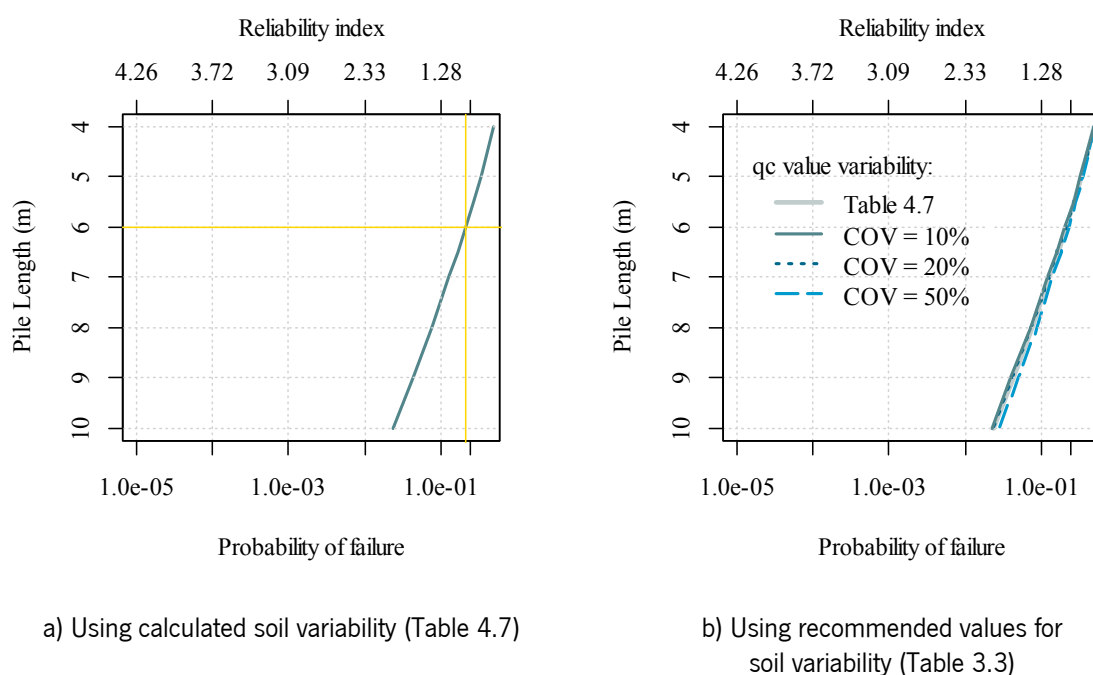 Reliability index
4.26 3.72 3.09 2.33 1.28
Pile Length (m)
4
5
6
7
8
9
10
1.0e-05 1.0e-03 1.0e-01
Probability of failure
a) Using calculated soil variability (Table 4.7)
Reliability index
4.26 3.72 3.09 2.33 1.28
Pile Length (m)
4
5
6
7
8
9
10
qc value variability:
Table 4.7
COV = 10%
COV = 20%
COV = 50%
1.0e-05 1.0e-03 1.0e-01
Probability of failure
b) Using recommended values for
soil variability (Table 3.3)